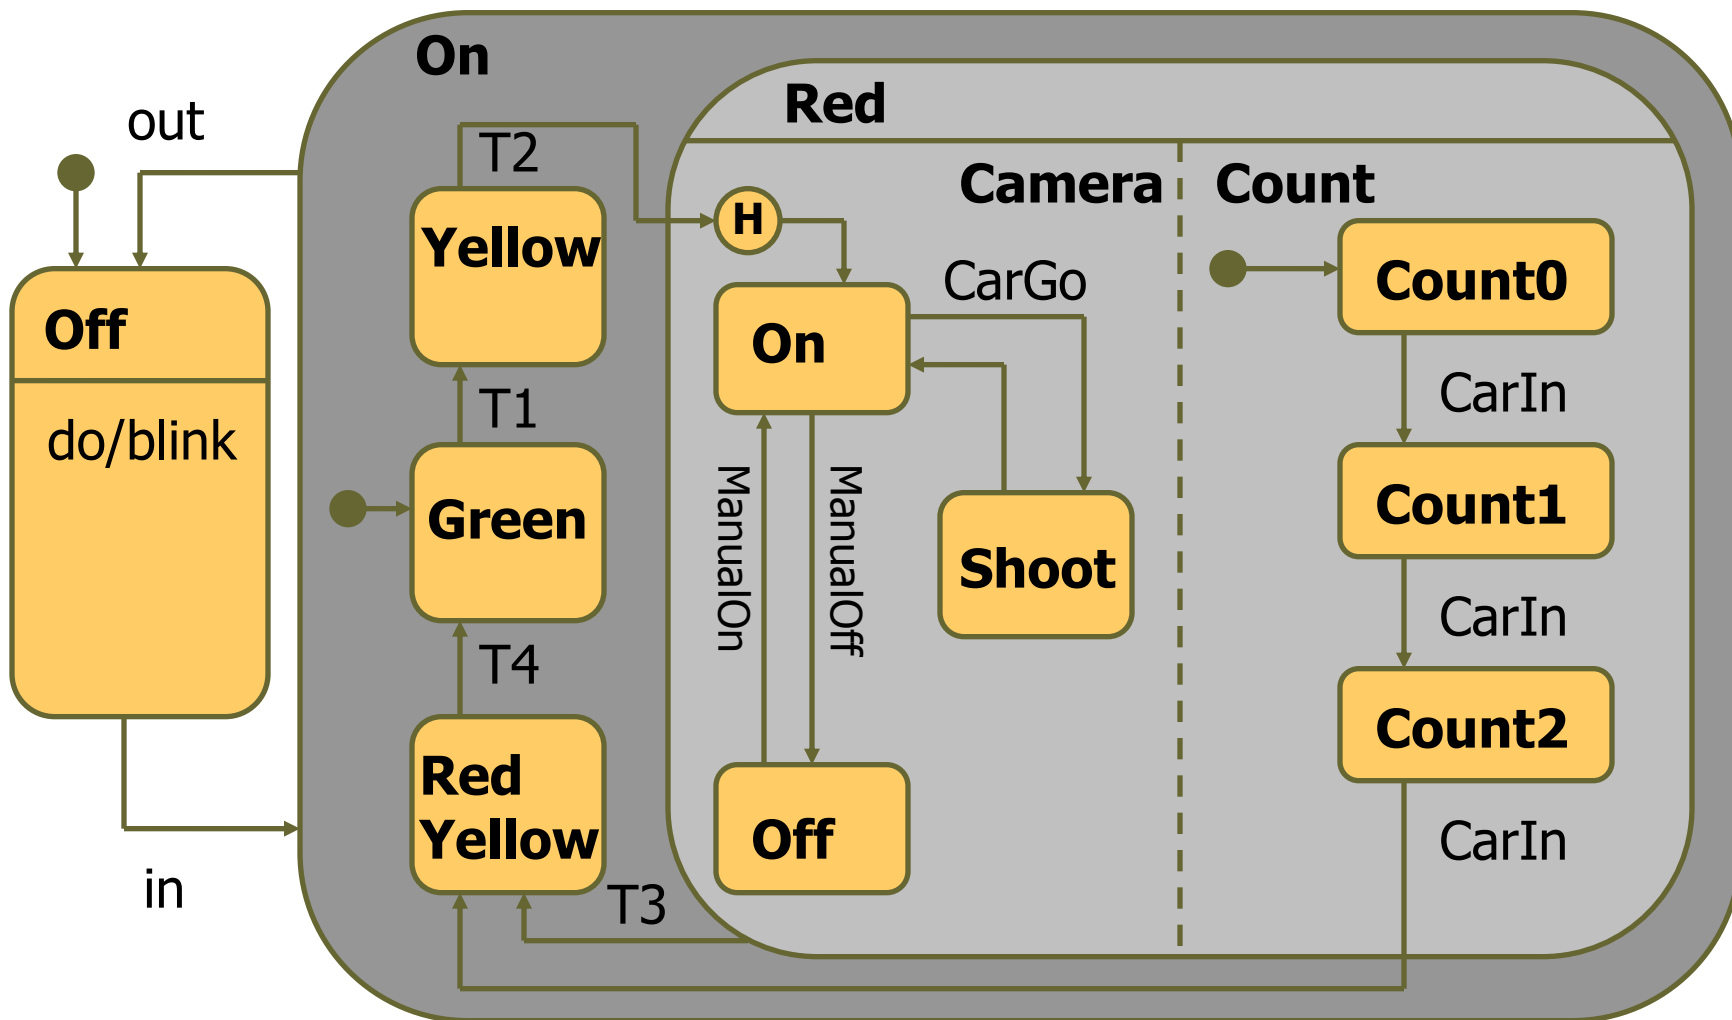 On
Red
out
T2
Camera
Count
H
Yellow
CarGo
Count0
Off
On
T1
CarIn
do/blink
ManualOn
ManualOff
Green
Shoot
Count1
T4
CarIn
Count2
Red
Yellow
Off
CarIn
in
T3